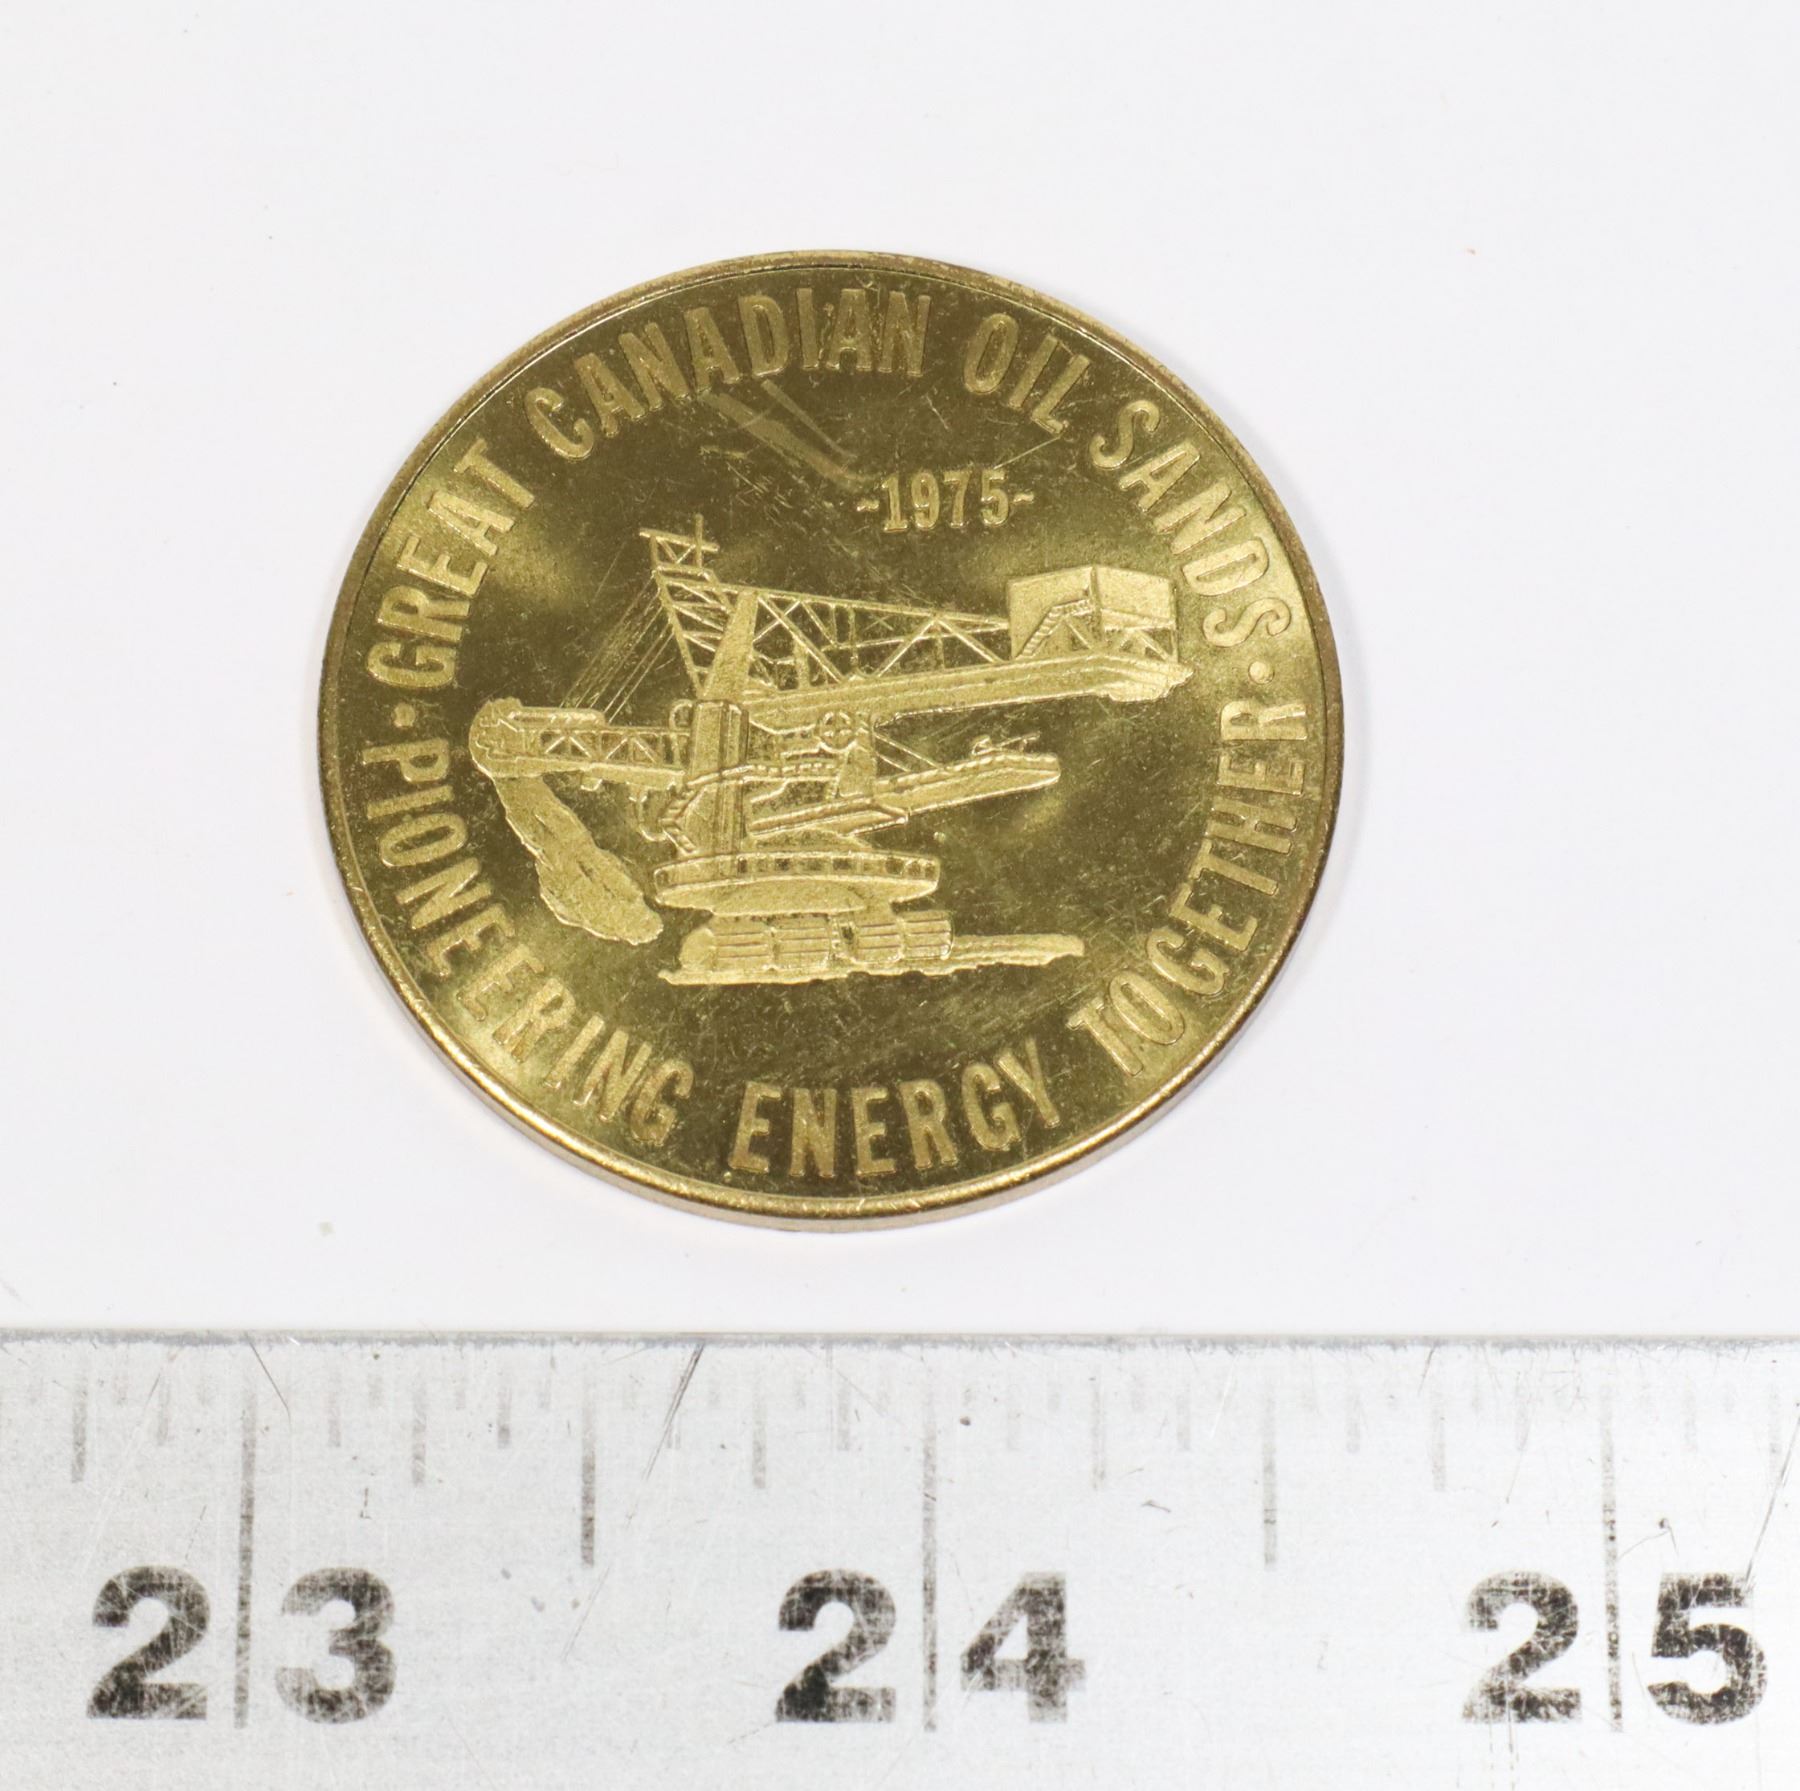 ·GREAT CANADIAN OIL SANDS·
-1975-
PIONEERING ENERGY TOGETHER
23 24 25